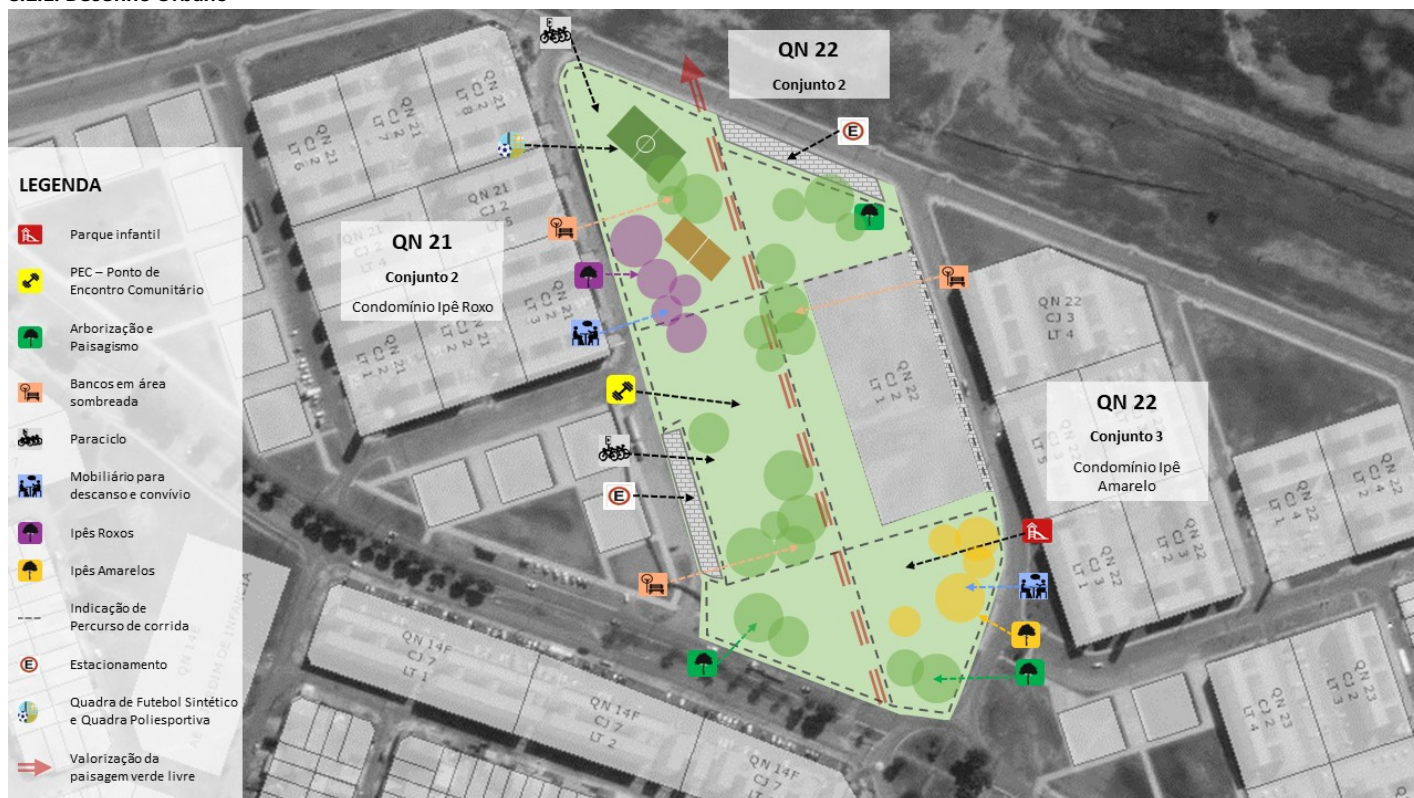 LEGENDA
Parque infantil
PEC – Ponto de
Encontro Comunitário
Arborização e
Paisagismo
Bancos em área
sombreada
Paraciclo
Mobiliário para
descanso e convívio
Ipês Roxos
Ipês Amarelos
Indicação de
Percurso de corrida
E
Estacionamento
Quadra de Futebol Sintético
e Quadra Poliesportiva
Valorização da
paisagem verde livre
QN 22
Conjunto 2
QN 21
Conjunto 2
Condomínio Ipê Roxo
QN 22
Conjunto 3
Condomínio Ipê
Amarelo
E
E
QN 21
CJ 2
LT 6
QN 21
CJ 2
LT 7
QN 21
CJ 2
LT 8
QN 21
CJ 2
LT 5
QN 21
CJ 2
LT 4
QN 21
CJ 2
LT 3
QN 21
CJ 2
LT 1
QN 21
CJ 2
LT 2
QN 22
CJ 2
LT 1
QN 22
CJ 3
LT 4
QN 22
CJ 3
LT 5
QN 22
CJ 3
LT 1
QN 22
CJ 3
LT 2
QN 22
CJ 4
LT 1
QN 22
CJ 4
LT 2
QN 23
CJ 2
LT 4
QN 23
CJ 2
LT 3
QN 14F
CJ 7
LT 1
QN 14F
CJ 7
LT 2
QN 14F
CJ 7